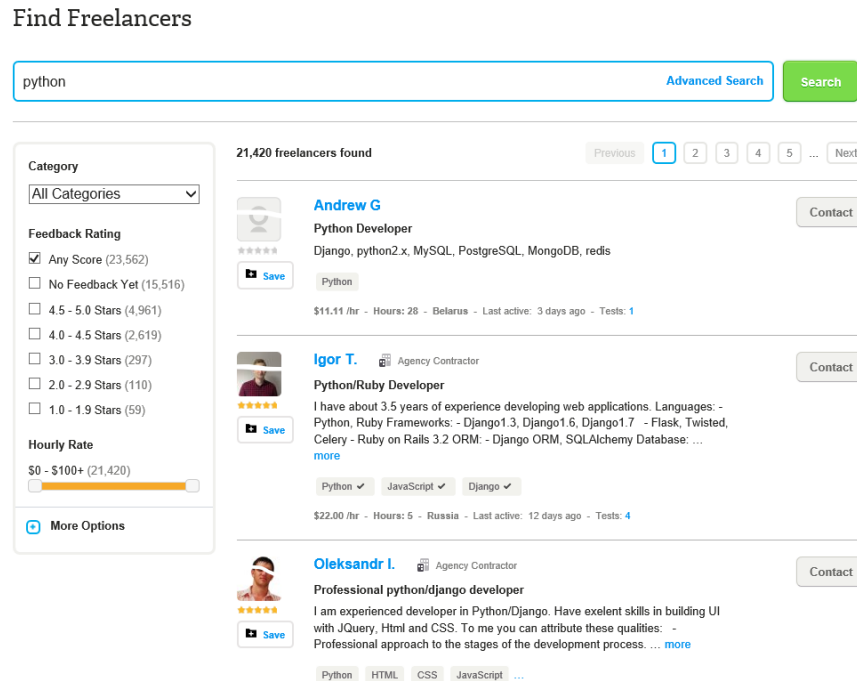 Find Freelancers
python
Advanced Search
Search
Category
All Categories
Feedback Rating
Any Score (23,562)
No Feedback Yet (15,516)
4.5 - 5.0 Stars (4,961)
4.0 - 4.5 Stars (2,619)
3.0 - 3.9 Stars (297)
2.0 - 2.9 Stars (110)
1.0 - 1.9 Stars (59)
Hourly Rate
$0 - $100+ (21,420)
More Options
21,420 freelancers found
Previous 1 2 3 4 5 ... Next
Andrew G
Contact
Python Developer
Django, python2.x, MySQL, PostgreSQL, MongoDB, redis
Save
Python
$11.11 /hr - Hours: 28 - Belarus - Last active: 3 days ago - Tests: 1
Igor T. Agency Contractor
Contact
Python/Ruby Developer
I have about 3.5 years of experience developing web applications. Languages: -
Python, Ruby Frameworks: - Django1.3, Django1.6, Django1.7 - Flask, Twisted,
Celery - Ruby on Rails 3.2 ORM: - Django ORM, SQLAlchemy Database: ...
more
Save
Python JavaScript Django
$22.00 /hr - Hours: 5 - Russia - Last active: 12 days ago - Tests: 4
Oleksandr I. Agency Contractor
Contact
Professional python/django developer
I am experienced developer in Python/Django. Have exelent skills in building UI
with JQuery, Html and CSS. To me you can attribute these qualities: -
Professional approach to the stages of the development process. ... more
Save
Python HTML CSS JavaScript ...